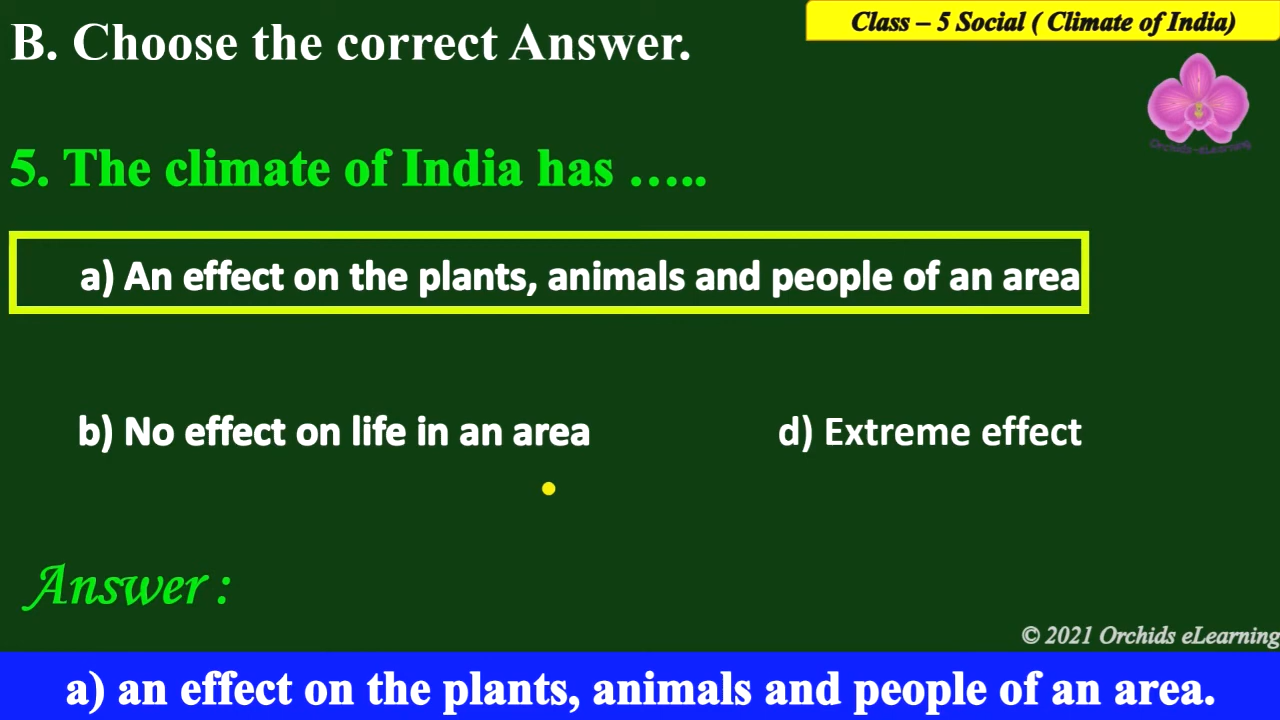 Class – 5 Social ( Climate of India)
B. Choose the correct Answer.
Orchids-eLearning
5. The climate of India has …..
a) An effect on the plants, animals and people of an area
b) No effect on life in an area d) Extreme effect
Answer :
© 2021 Orchids eLearning
a) an effect on the plants, animals and people of an area.